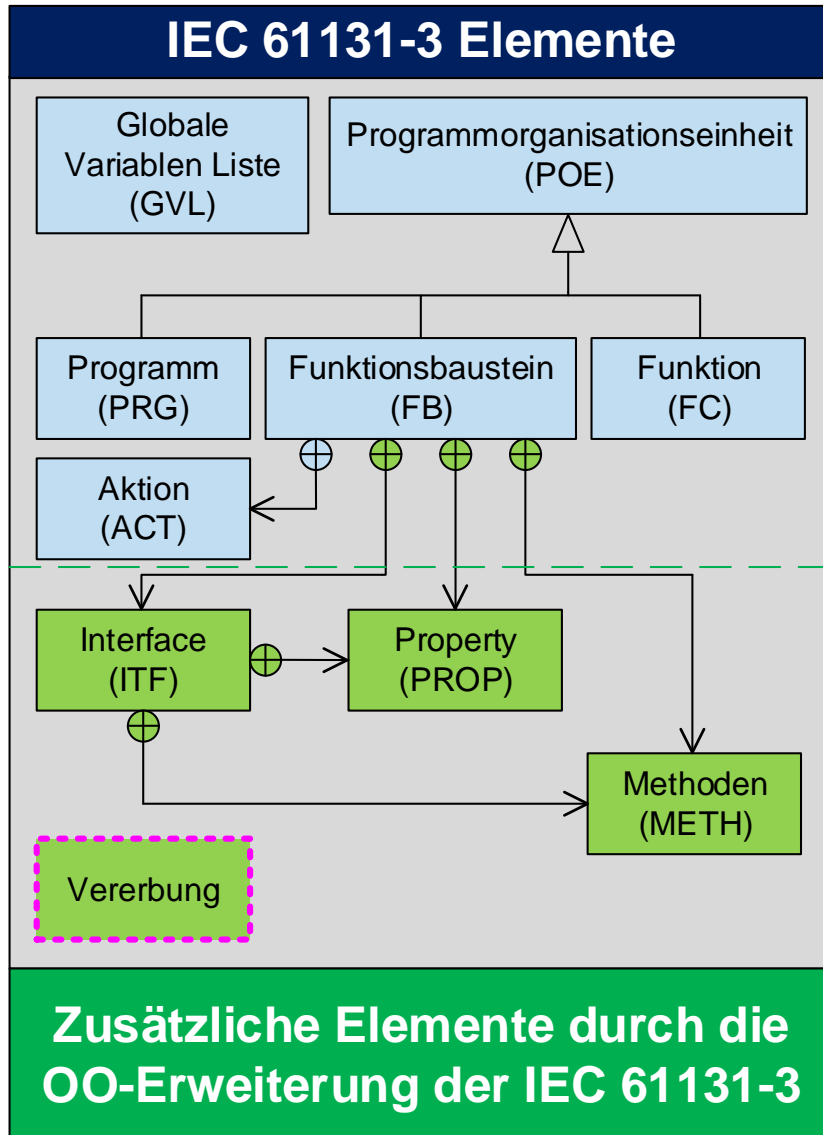 IEC 61131-3 Elemente
Globale
Variablen Liste
(GVL)
Programmorganisationseinheit
(POE)
Programm
(PRG)
Funktionsbaustein
(FB)
Funktion
(FC)
Aktion
(ACT)
Interface
(ITF)
Property
(PROP)
Methoden
(METH)
Vererbung
Zusätzliche Elemente durch die
OO-Erweiterung der IEC 61131-3